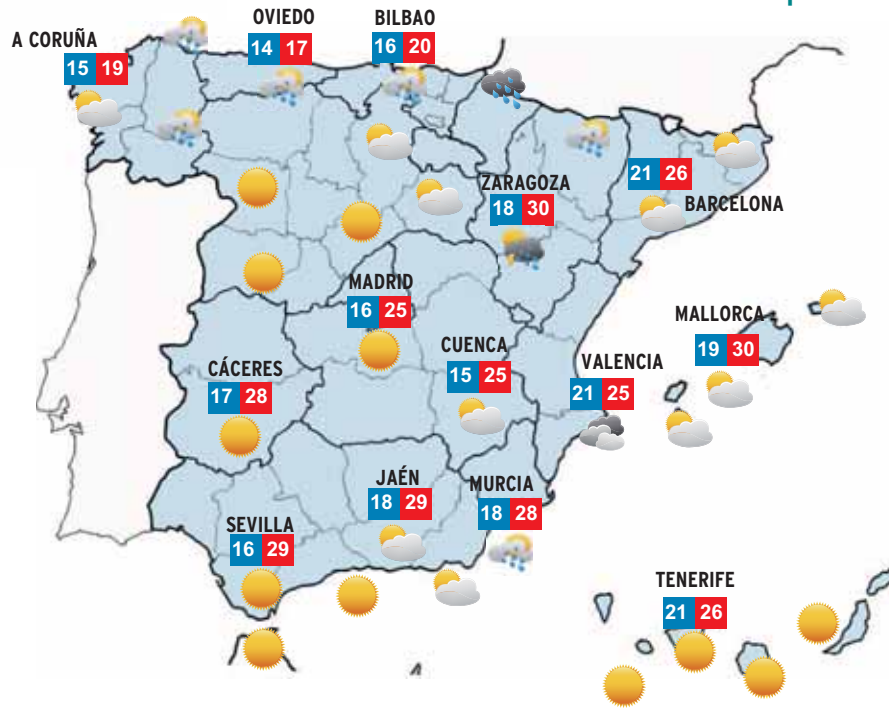 OVIEDO
14 17
BILBAO
16 20
A CORUÑA
15 19
ZARAGOZA
18 30
21 26
BARCELONA
MADRID
16 25
MALLORCA
19 30
CUENCA
15 25
VALENCIA
21 25
CÁCERES
17 28
JAÉN
18 29
MURCIA
18 28
SEVILLA
16 29
TENERIFE
21 26